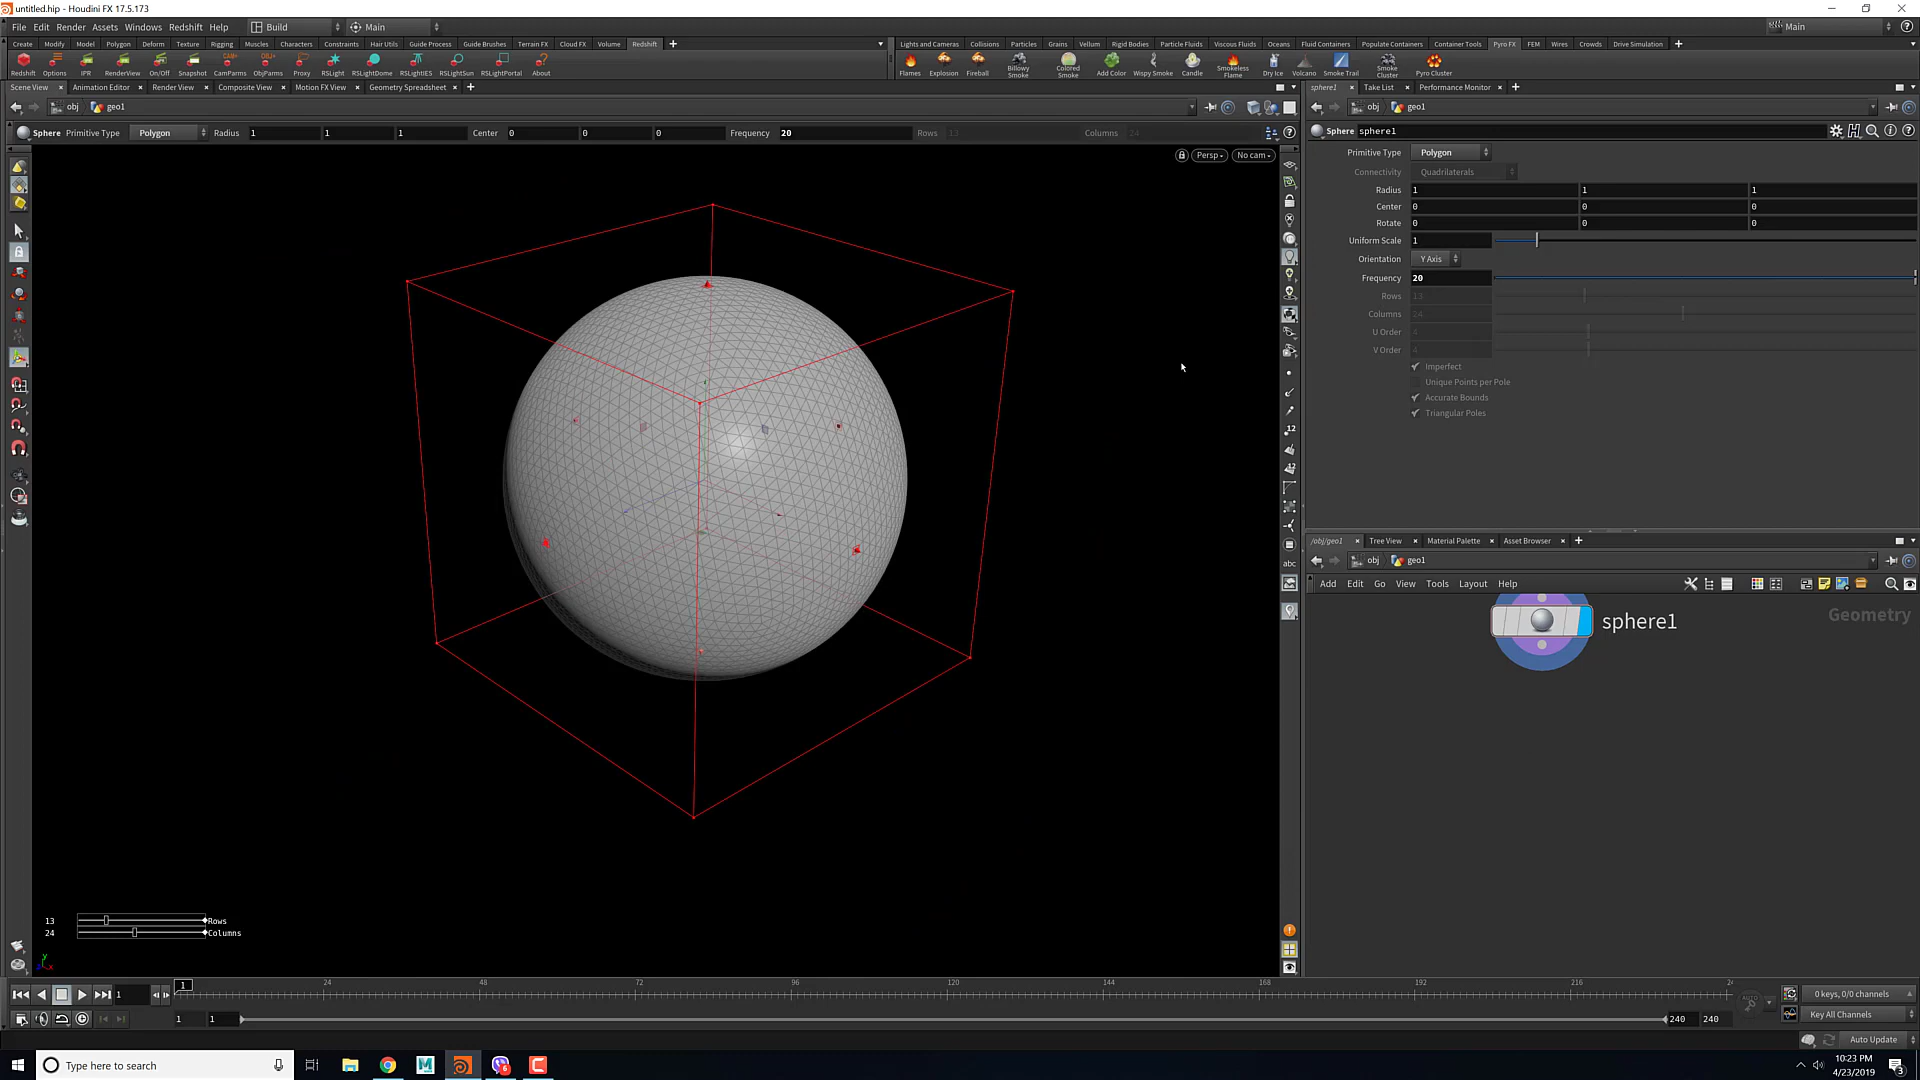 untitled.hip - Houdini FX 17.5.173
File Edit Render Assets Windows Redshift Help Build Main Main
Create Modify Model Polygon Deform Texture Rigging Muscles Characters Constraints Hair Utils Guide Process Guide Brushes Terrain FX Cloud FX Volume Redshift
Lights and Cameras Collisions Particles Grains Vellum Rigid Bodies Particle Fluids Viscous Fluids Oceans Fluid Containers Populate Containers Container Tools Pyro FX FEM Wires Crowds Drive Simulation
Redshift Options IPR RenderView On/Off Snapshot CamParms ObjParms Proxy RSLight RSLightDome RSLightIES RSLightSun RSLightPortal About
Flames Explosion Fireball Billowy Smoke Colored Smoke Add Color Wispy Smoke Candle Smokeless Flame Dry Ice Volcano Smoke Trail Smoke Cluster Pyro Cluster
Scene View Animation Editor Render View Composite View Motion FX View Geometry Spreadsheet
sphere1 Take List Performance Monitor
obj geo1
obj geo1
Sphere Primitive Type Polygon Radius 1 1 1 Center 0 0 0 Frequency 20 Rows 13 Columns 24
Sphere sphere1
Persp No cam
Primitive Type Polygon
Connectivity Quadrilaterals
Radius 1 1 1
Center 0 0 0
Rotate 0 0 0
Uniform Scale 1
Orientation Y Axis
Frequency 20
Rows 13
Columns 24
U Order 4
V Order 4
Imperfect
Unique Points per Pole
Accurate Bounds
Triangular Poles
/obj/geo1 Tree View Material Palette Asset Browser
obj geo1
Add Edit Go View Tools Layout Help
Geometry
sphere1
12
12
abc
13 Rows
24 Columns
y
x
1 1 24 48 72 96 120 144 168 192 216
0 keys, 0/0 channels
1 1 240 240
Key All Channels
Auto Update
Type here to search
10:23 PM
4/23/2019